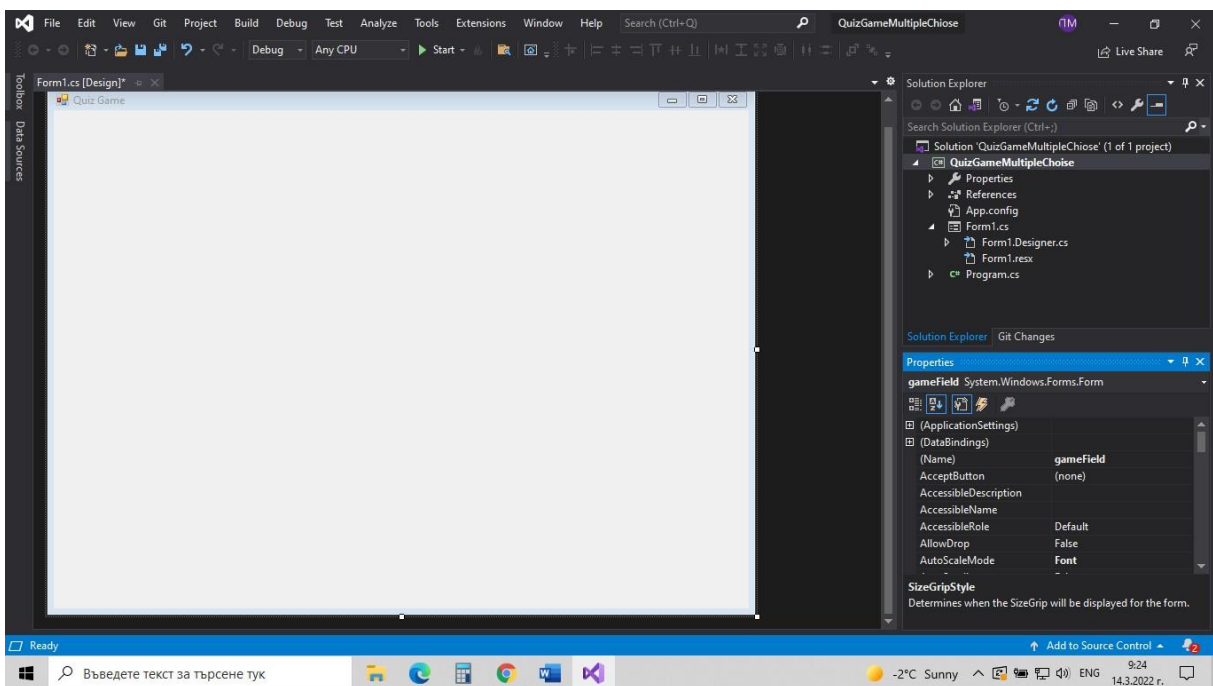 File Edit View Git Project Build Debug Test Analyze Tools Extensions Window Help Search (Ctrl+Q) QuizGameMultipleChiose ПМ
Debug Any CPU Start Live Share
Toolbox
Data Sources
Form1.cs [Design]*
Quiz Game
Solution Explorer
Search Solution Explorer (Ctrl+;)
Solution 'QuizGameMultipleChiose' (1 of 1 project)
QuizGameMultipleChoise
Properties
References
App.config
Form1.cs
Form1.Designer.cs
Form1.resx
Program.cs
Solution Explorer Git Changes
Properties
gameField System.Windows.Forms.Form
(ApplicationSettings)
(DataBindings)
(Name) gameField
AcceptButton (none)
AccessibleDescription
AccessibleName
AccessibleRole Default
AllowDrop False
AutoScaleMode Font
SizeGripStyle
Determines when the SizeGrip will be displayed for the form.
Ready Add to Source Control 2
Въведете текст за търсене тук -2°C Sunny ENG 9:24
14.3.2022 г.